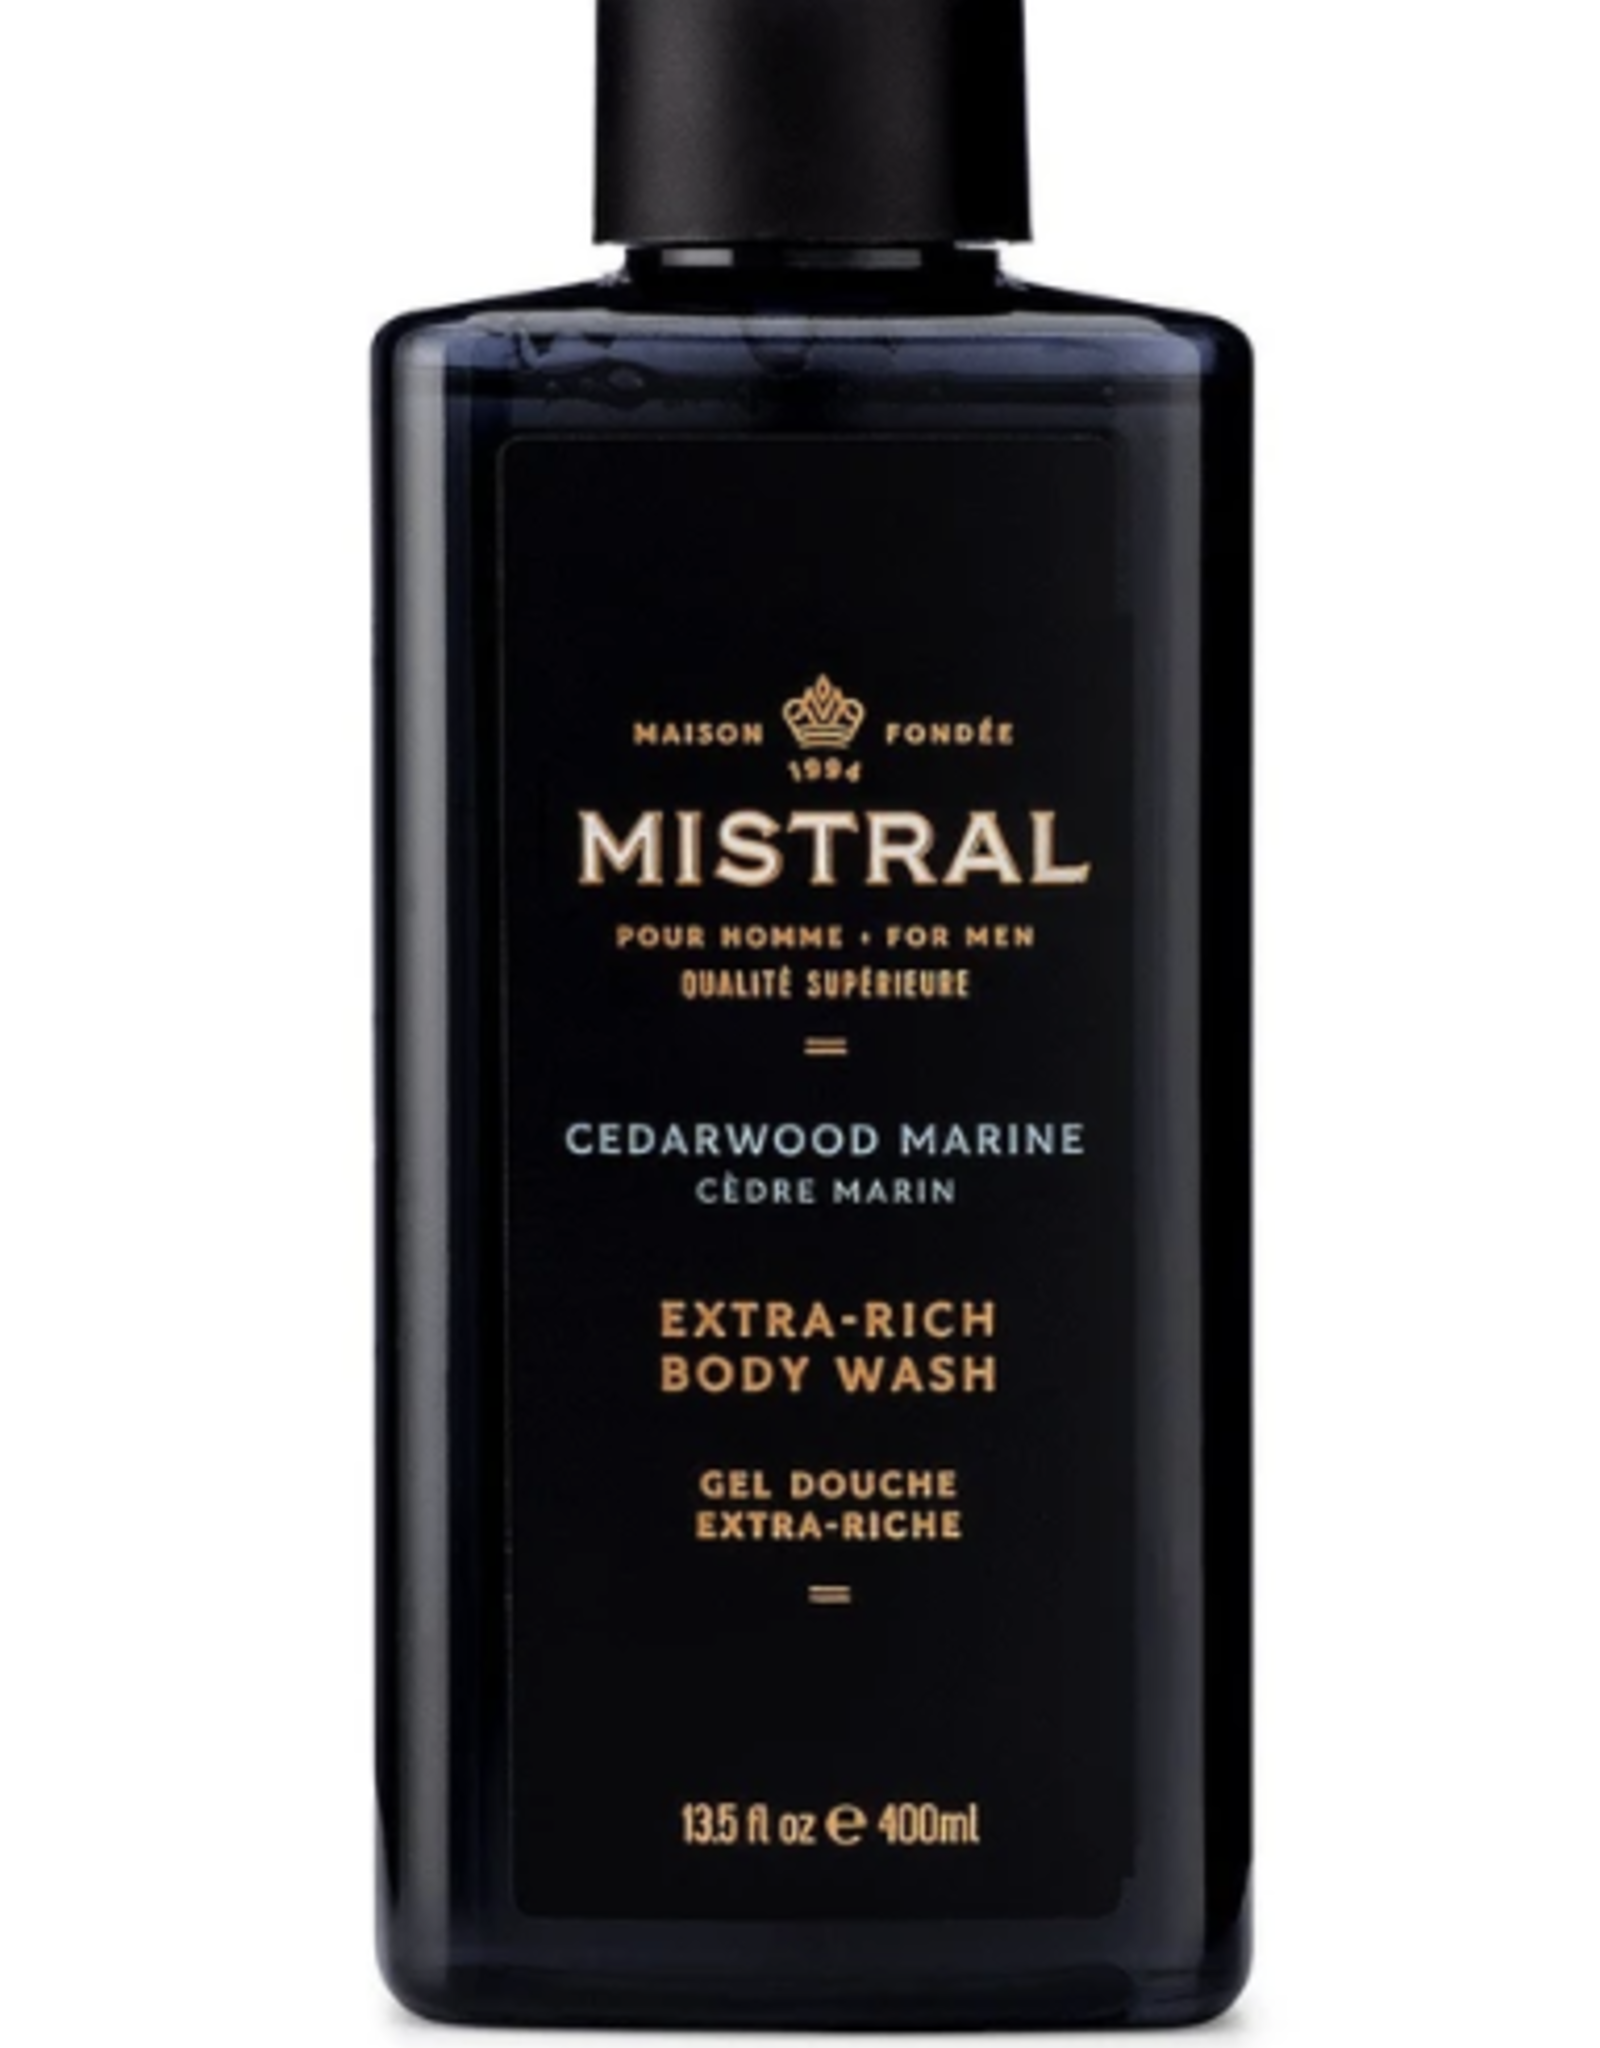 MAISON FONDÉE
1994
MISTRAL
POUR HOMME • FOR MEN
QUALITÉ SUPÉRIEURE
CEDARWOOD MARINE
CÈDRE MARIN
EXTRA-RICH
BODY WASH
GEL DOUCHE
EXTRA-RICHE
13.5 fl oz ℮ 400ml